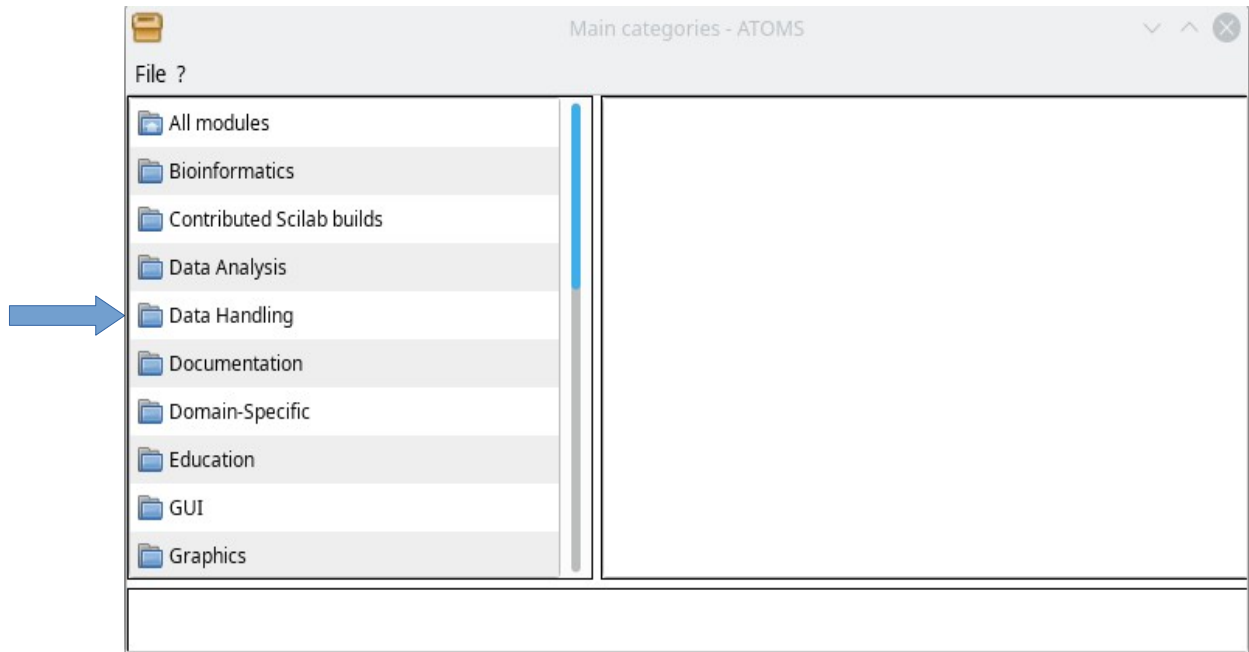 Main categories - ATOMS
File ?
All modules
Bioinformatics
Contributed Scilab builds
Data Analysis
Data Handling
Documentation
Domain-Specific
Education
GUI
Graphics